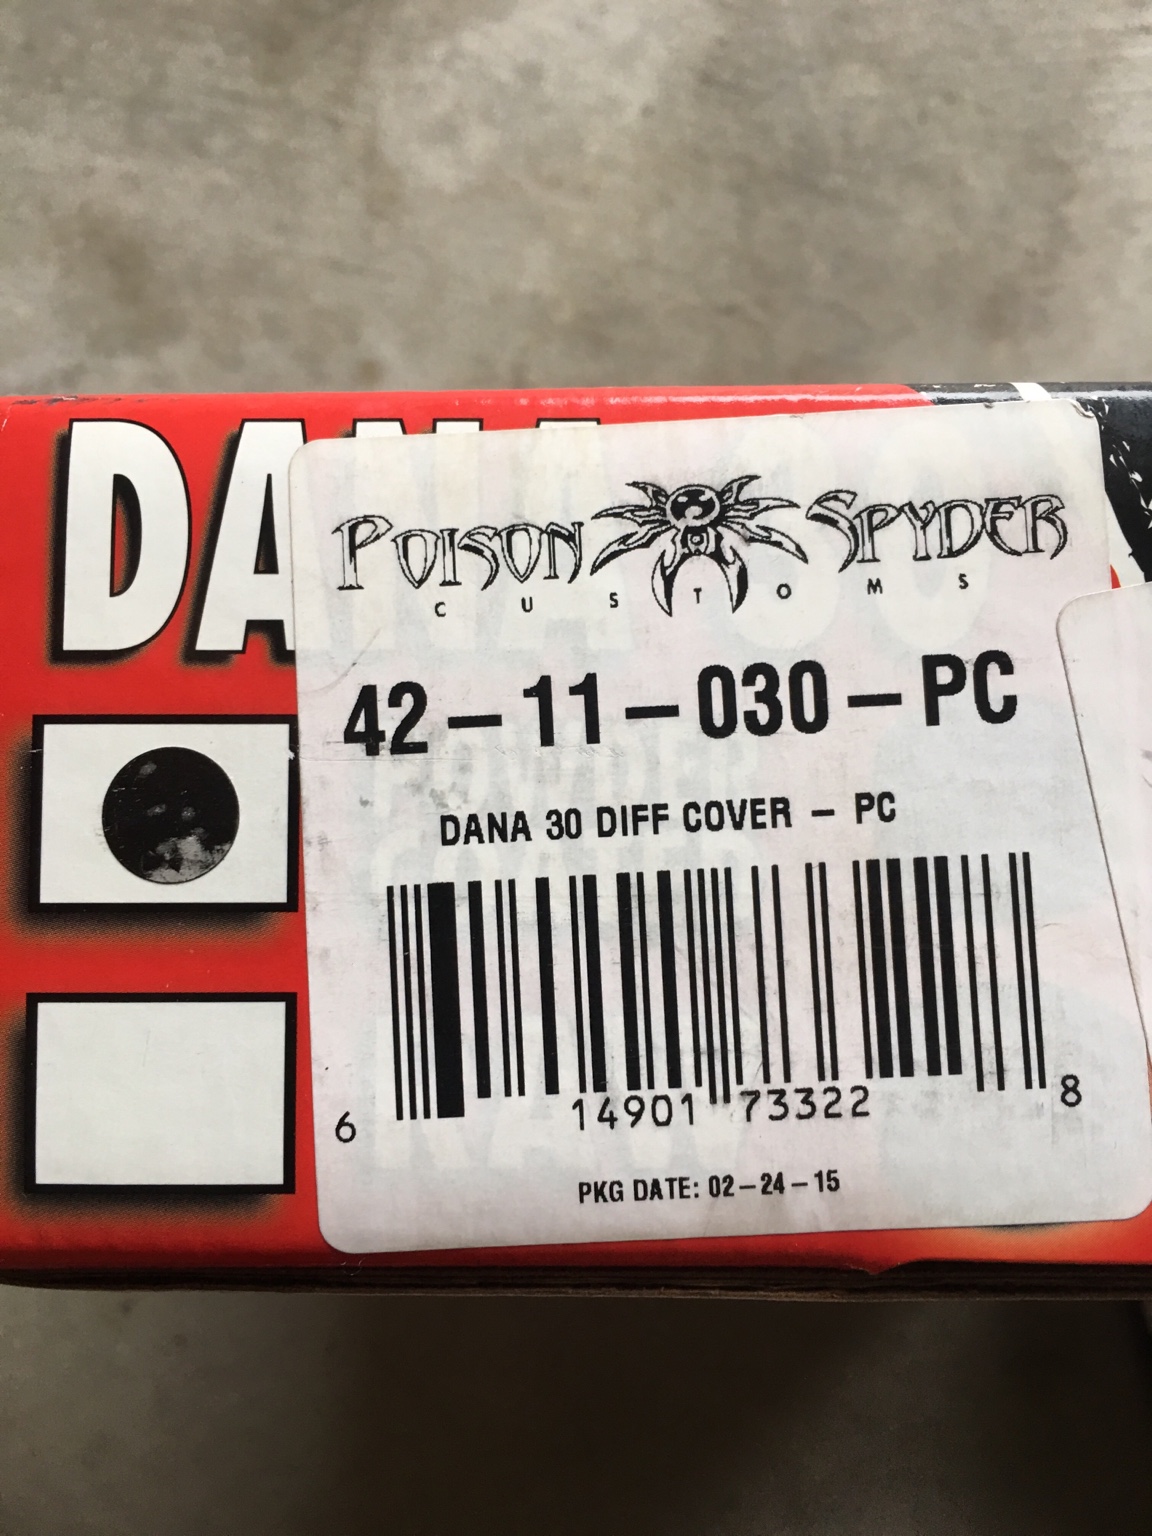 DANA
POISON SPYDER
CUSTOMS
42-11-030-PC
DANA 30 DIFF COVER - PC
6 14901 73322 8
PKG DATE: 02-24-15